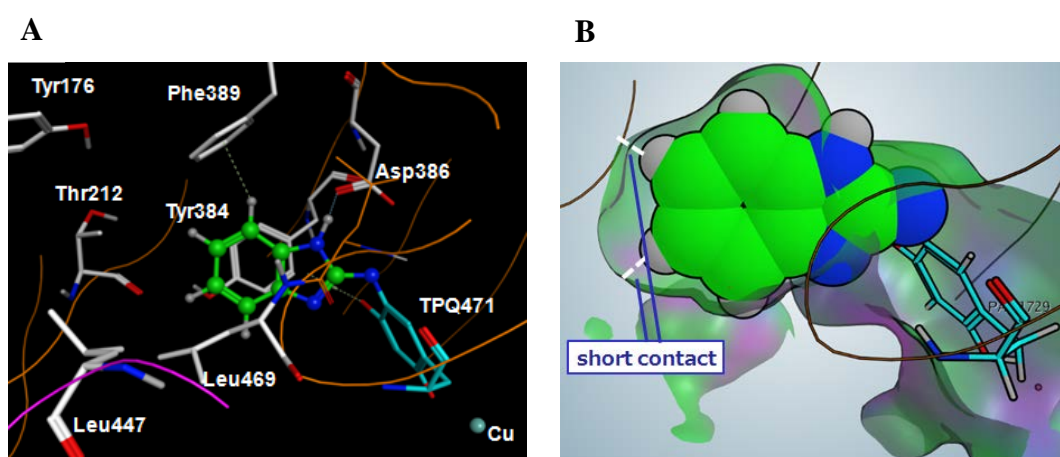 A
B
Tyr176
Phe389
Asp386
Thr212
Tyr384
TPQ471
Leu469
Leu447
Cu
short contact